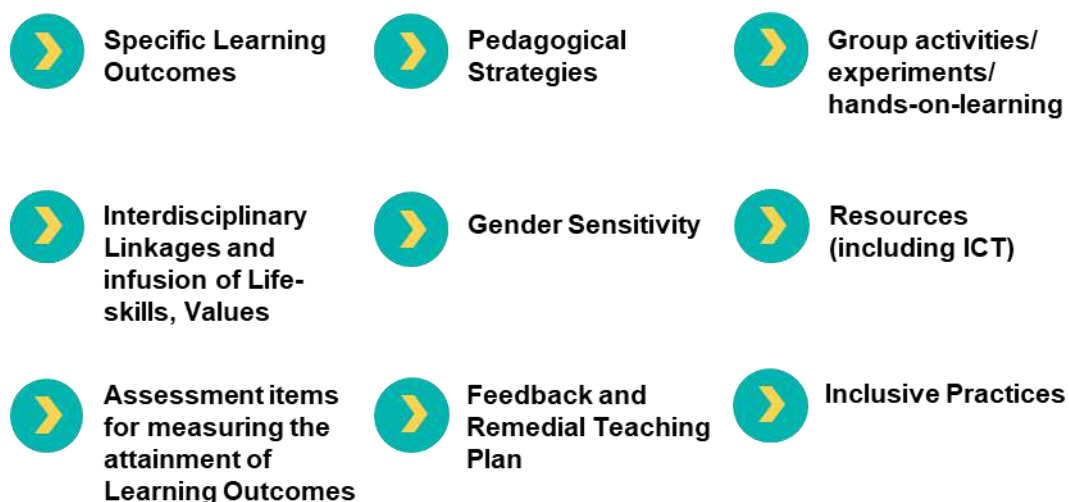 Specific Learning
Outcomes
Pedagogical
Strategies
Group activities/
experiments/
hands-on-learning
Interdisciplinary
Linkages and
infusion of Life-
skills, Values
Gender Sensitivity
Resources
(including ICT)
Assessment items
for measuring the
attainment of
Learning Outcomes
Feedback and
Remedial Teaching
Plan
Inclusive Practices